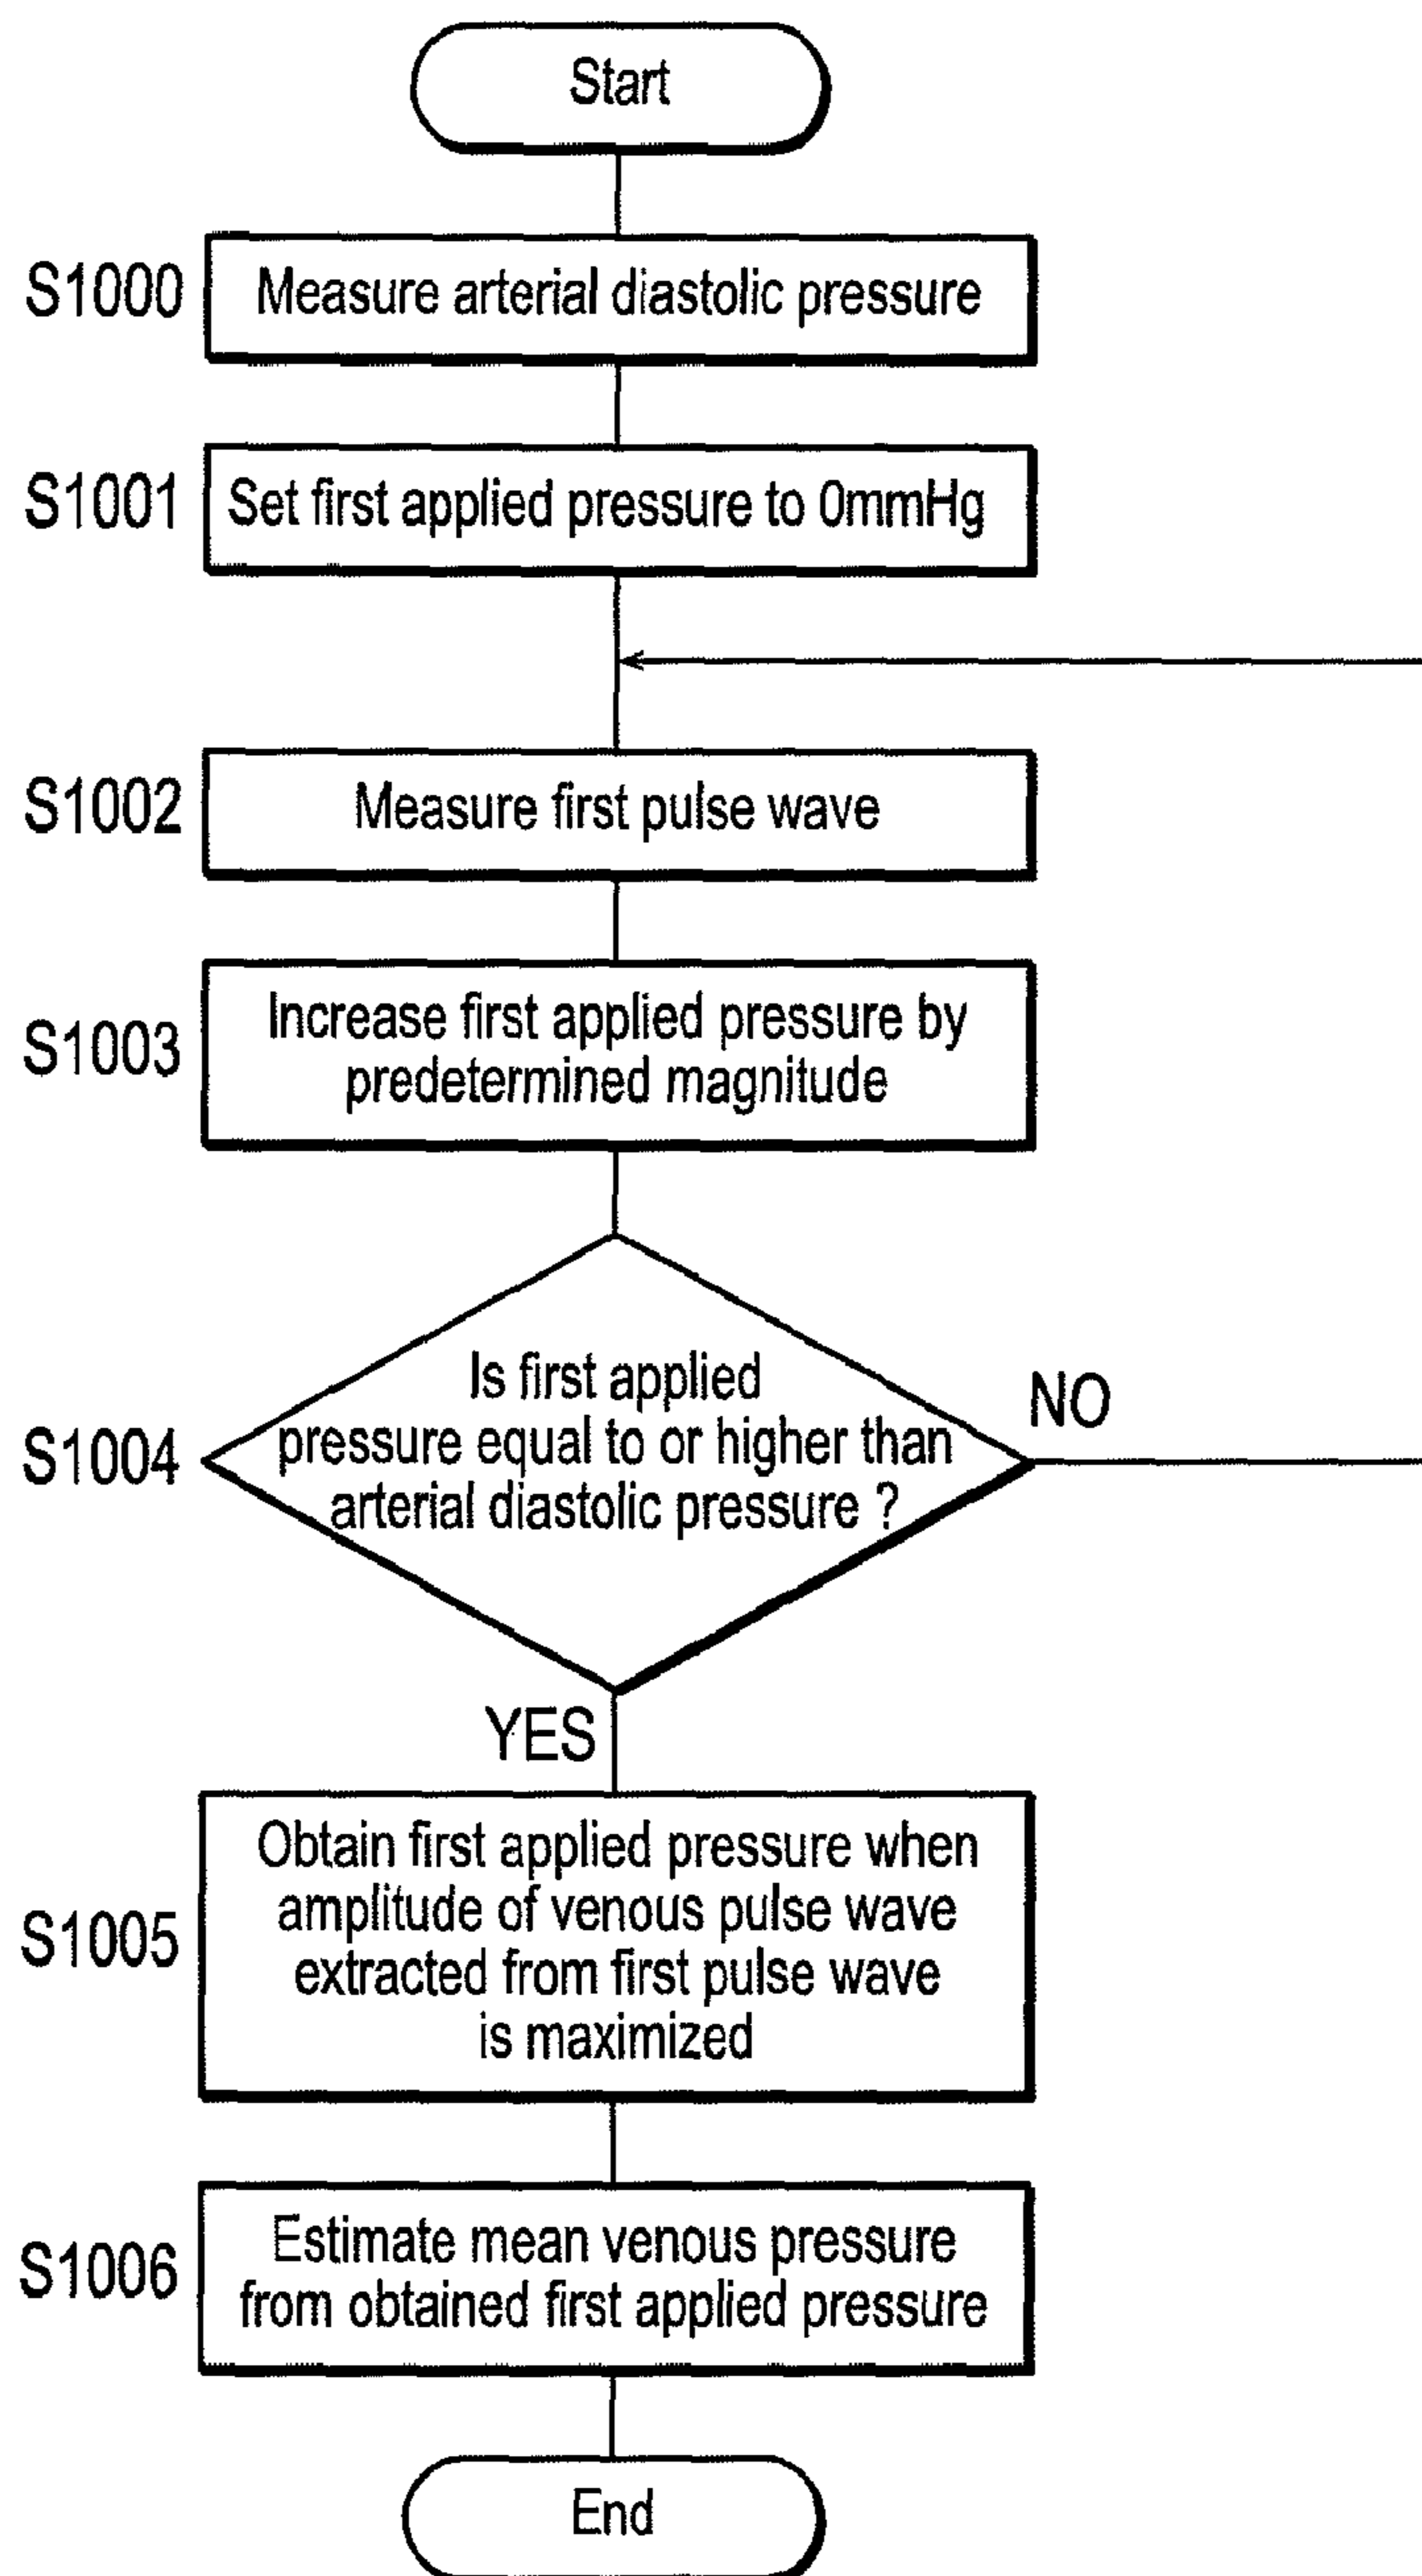 Start
S1000
Measure arterial diastolic pressure
S1001
Set first applied pressure to 0mmHg
S1002
Measure first pulse wave
S1003
Increase first applied pressure by
predetermined magnitude
S1004
Is first applied
pressure equal to or higher than
arterial diastolic pressure ?
NO
YES
S1005
Obtain first applied pressure when
amplitude of venous pulse wave
extracted from first pulse wave
is maximized
S1006
Estimate mean venous pressure
from obtained first applied pressure
End